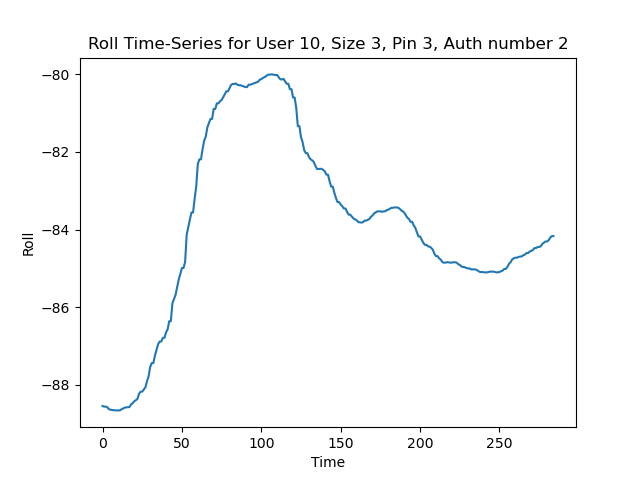 Roll Time-Series for User 10, Size 3, Pin 3, Auth number 2
−80
−82
−84
−86
−88
Roll
0 50 100 150 200 250
Time